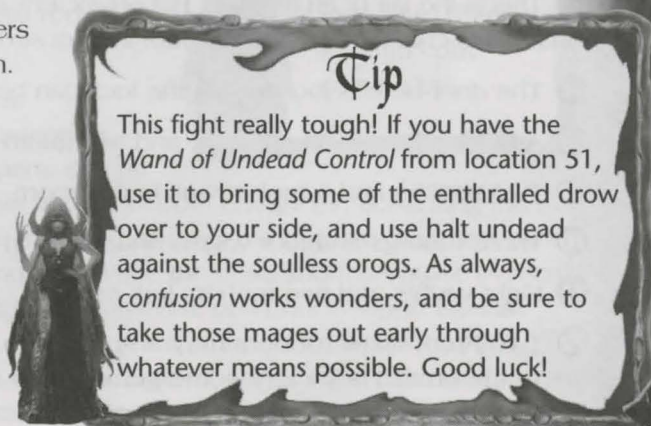 ers
n.
Tip
This fight really tough! If you have the
Wand of Undead Control from location 51,
use it to bring some of the enthralled drow
over to your side, and use halt undead
against the soulless orogs. As always,
confusion works wonders, and be sure to
take those mages out early through
whatever means possible. Good luck!